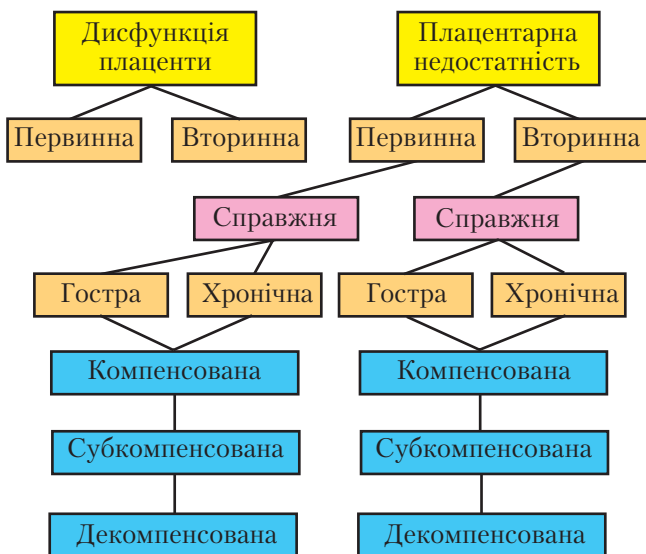 Дисфункція
плаценти
Плацентарна
недостатність
Первинна
Вторинна
Первинна
Вторинна
Справжня
Справжня
Гостра
Хронічна
Гостра
Хронічна
Компенсована
Компенсована
Субкомпенсована
Субкомпенсована
Декомпенсована
Декомпенсована